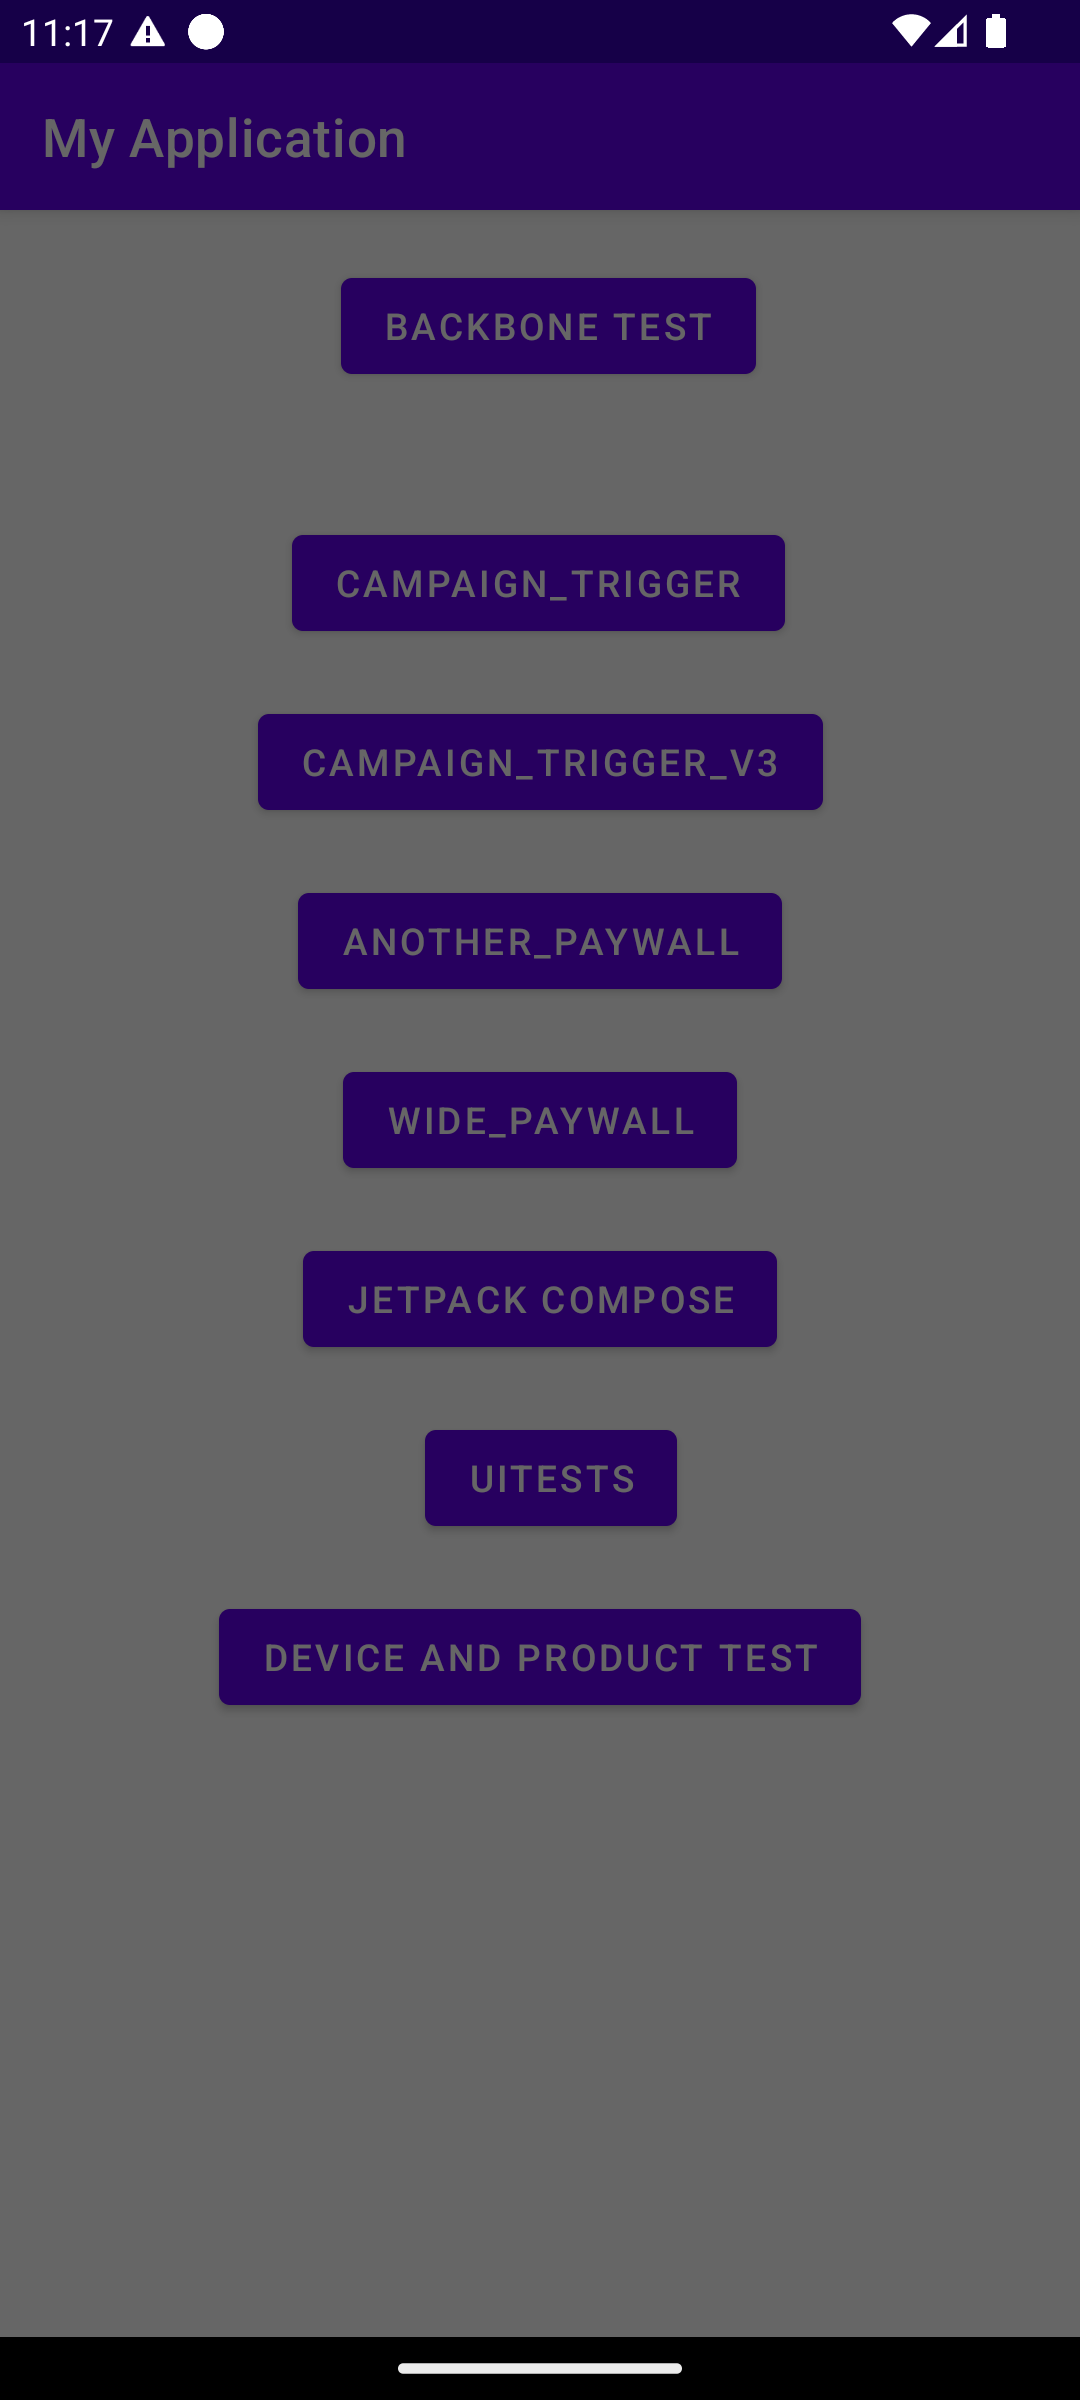 11:17
My Application
BACKBONE TEST
CAMPAIGN_TRIGGER
CAMPAIGN_TRIGGER_V3
ANOTHER_PAYWALL
WIDE_PAYWALL
JETPACK COMPOSE
UITESTS
DEVICE AND PRODUCT TEST